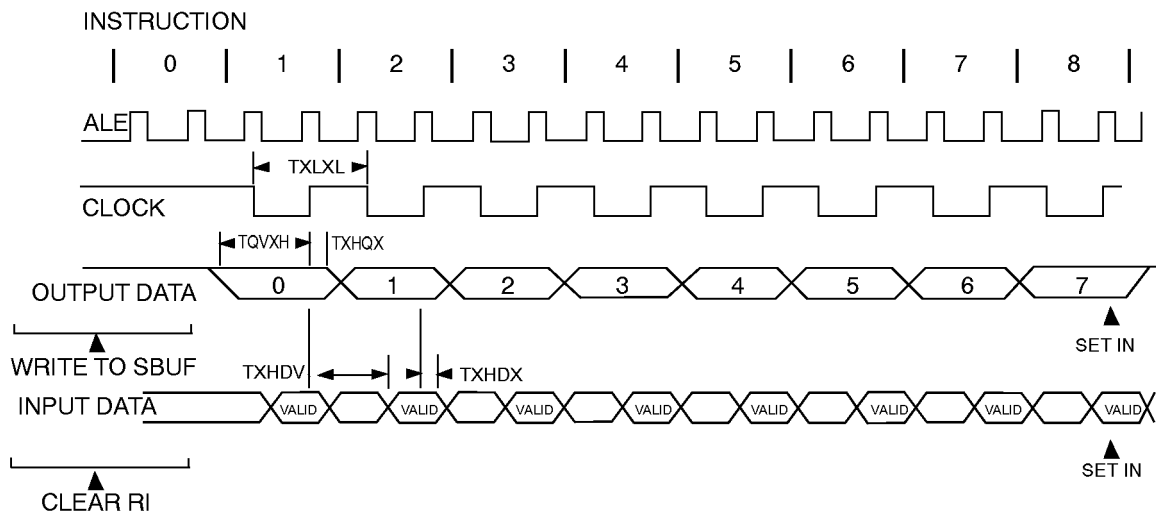 INSTRUCTION
0 1 2 3 4 5 6 7 8
ALE
TXLXL
CLOCK
TQVXH TXHQX
OUTPUT DATA 0 1 2 3 4 5 6 7
WRITE TO SBUF
SET IN
TXHDV TXHDX
INPUT DATA VALID VALID VALID VALID VALID VALID VALID VALID
SET IN
CLEAR RI